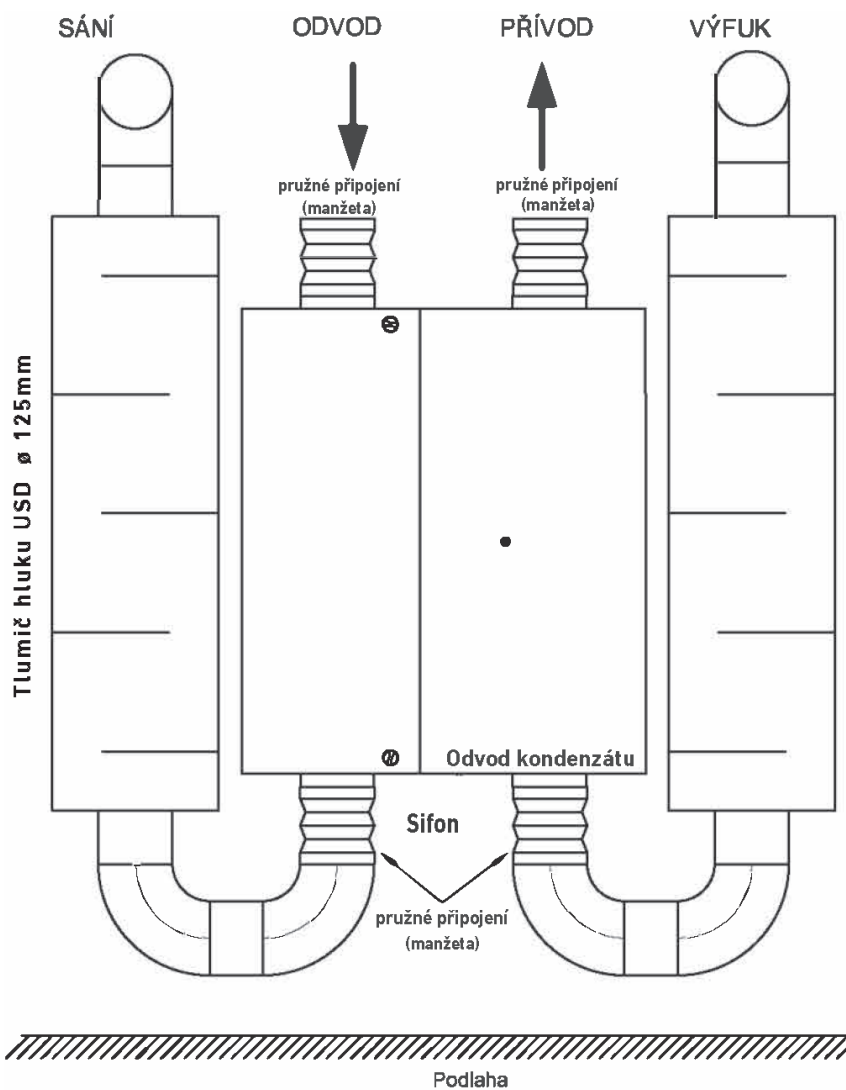 SÁNÍ
ODVOD
PŘÍVOD
VÝFUK
pružné připojení
(manžeta)
pružné připojení
(manžeta)
Tlumič hluku USD ø 125mm
Odvod kondenzátu
Sifon
pružné připojení
(manžeta)
Podlaha